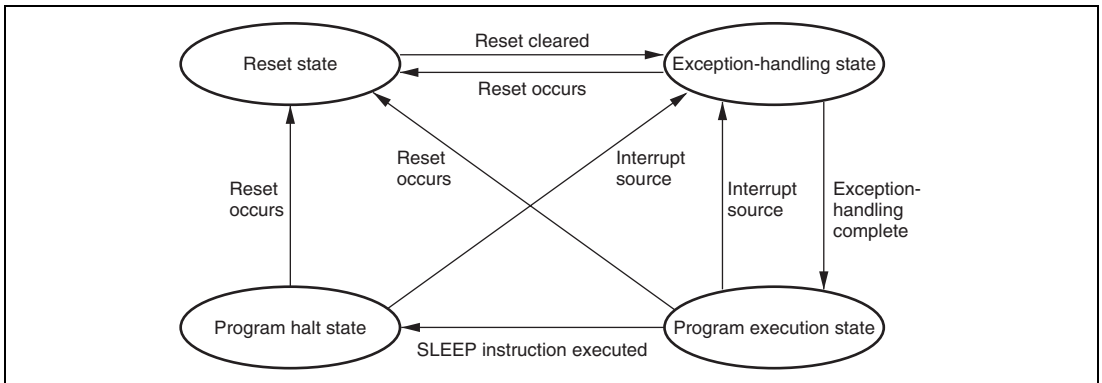 Reset cleared
Reset state
Exception-handling state
Reset occurs
Reset
occurs
Interrupt
source
Reset
occurs
Interrupt
source
Exception-
handling
complete
Program halt state
Program execution state
SLEEP instruction executed